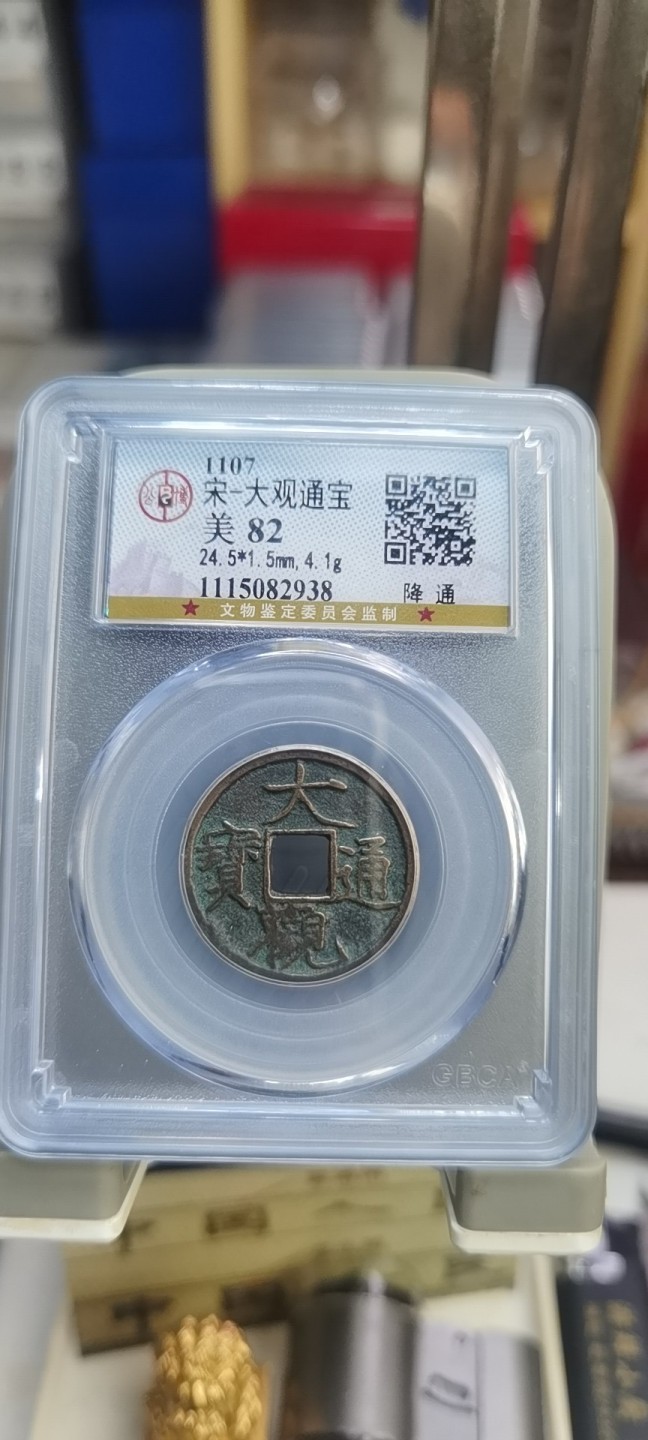 1107
宋-大观通宝
美 82
24.5*1.5mm,4.1g
1115082938 降 通
★ 文物鉴定委员会监制 ★
大
寶 通
觀
GBCA